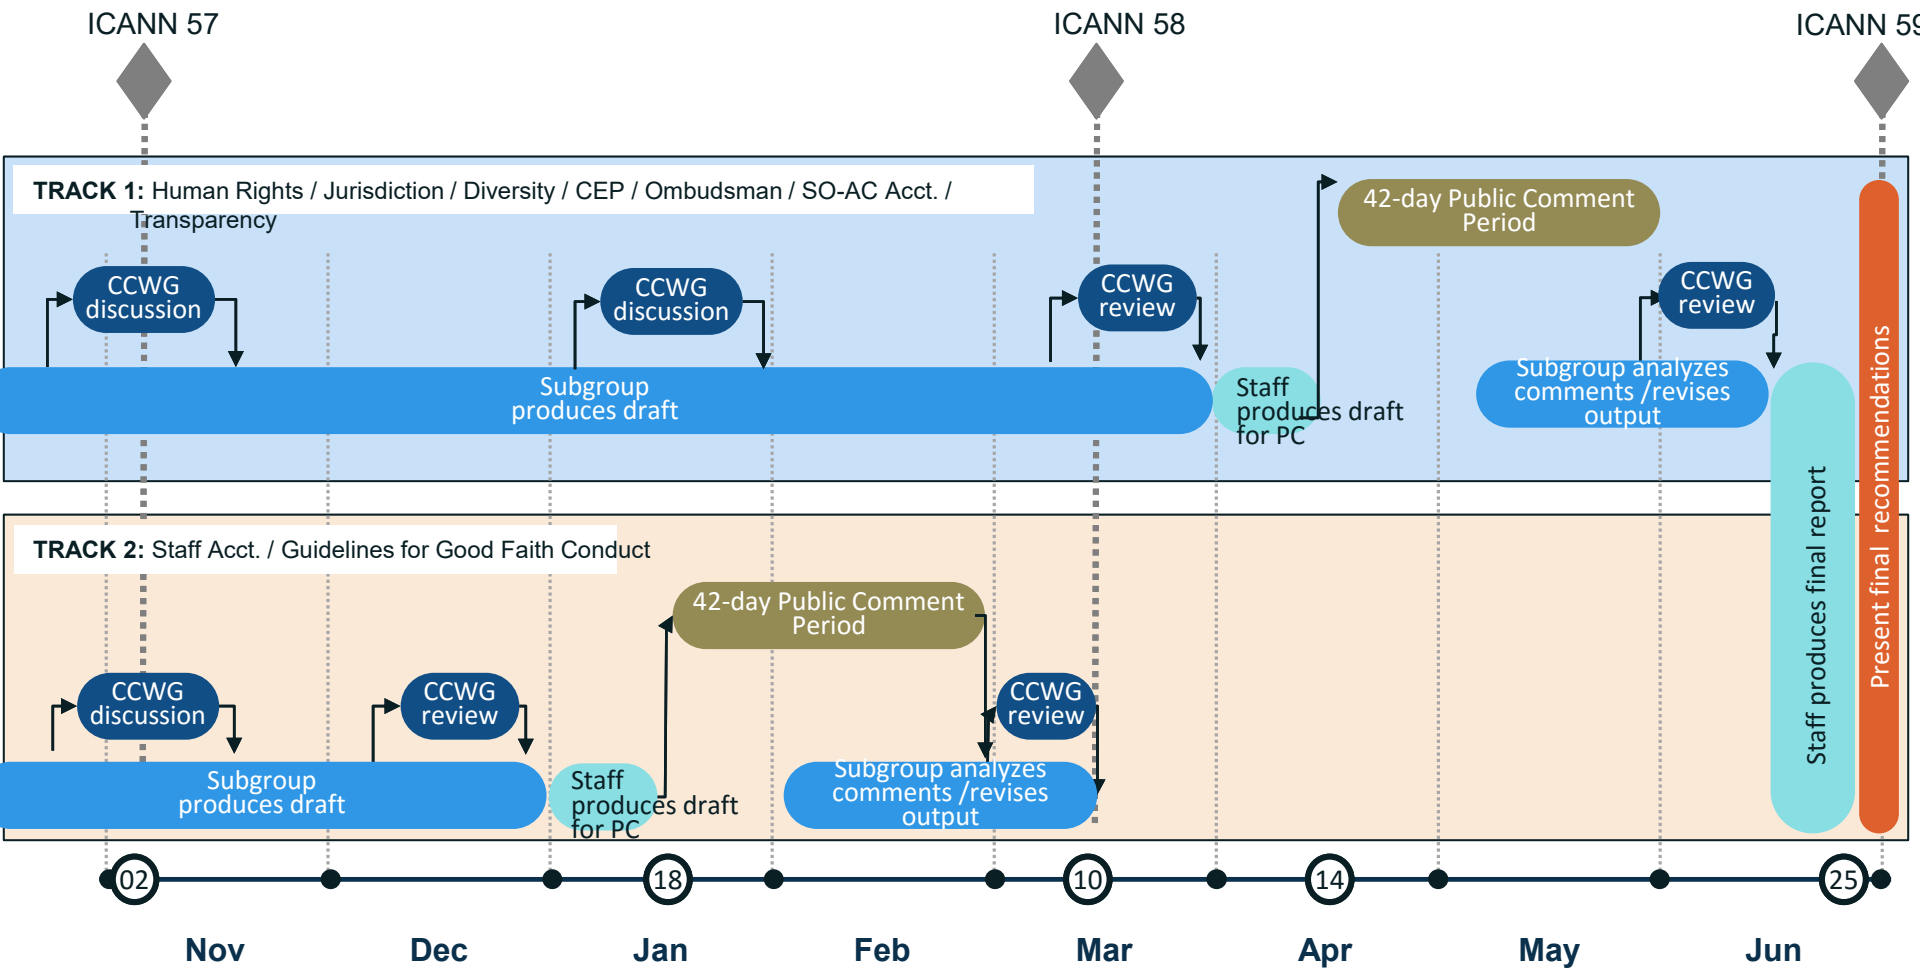 ICANN 57
ICANN 58
ICANN 59
TRACK 1: Human Rights / Jurisdiction / Diversity / CEP / Ombudsman / SO-AC Acct. /
Transparency
42-day Public Comment
Period
CCWG
discussion
CCWG
discussion
CCWG
review
CCWG
review
Subgroup
produces draft
Staff
produces draft
for PC
Subgroup analyzes
comments /revises
output
Staff produces final report
Present final recommendations
TRACK 2: Staff Acct. / Guidelines for Good Faith Conduct
42-day Public Comment
Period
CCWG
discussion
CCWG
review
CCWG
review
Subgroup
produces draft
Staff
produces draft
for PC
Subgroup analyzes
comments /revises
output
02
18
10
14
25
Nov
Dec
Jan
Feb
Mar
Apr
May
Jun